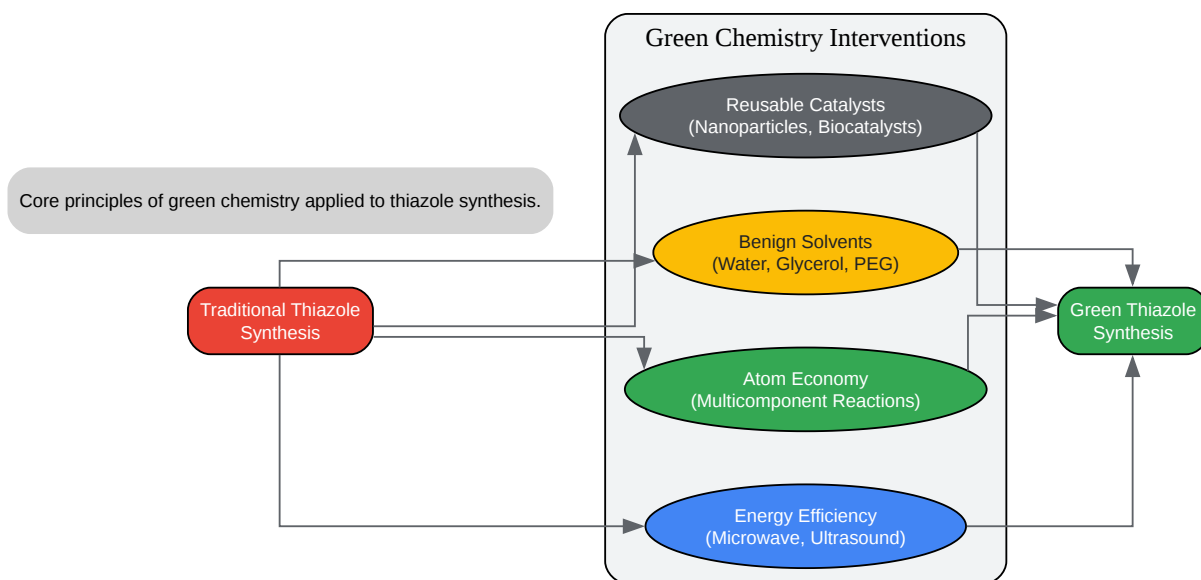 Green Chemistry Interventions
Reusable Catalysts
(Nanoparticles, Biocatalysts)
Core principles of green chemistry applied to thiazole synthesis.
Benign Solvents
(Water, Glycerol, PEG)
Traditional Thiazole
Synthesis
Green Thiazole
Synthesis
Atom Economy
(Multicomponent Reactions)
Energy Efficiency
(Microwave, Ultrasound)